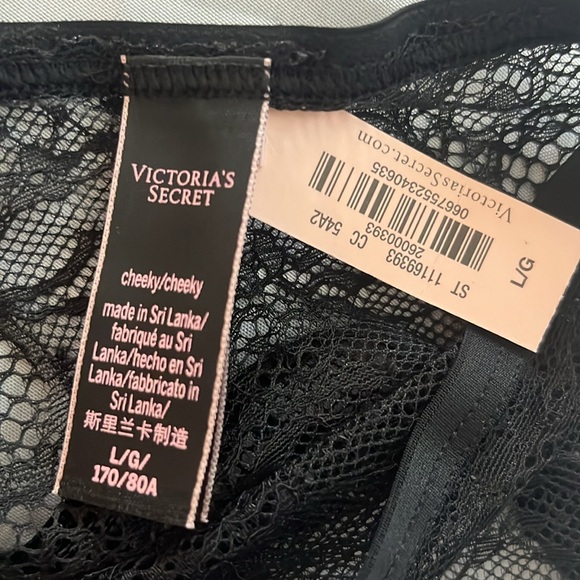 VICTORIA'S
SECRET
cheeky/cheeky
made in Sri Lanka/
fabriqué au Sri
Lanka/hecho en Sri
Lanka/fabbricato in
Sri Lanka/
斯里兰卡制造
L/G/
170/80A
VictoriasSecret.com
0667552340635
26000393
ST 11169393 CC 54A2
L/G